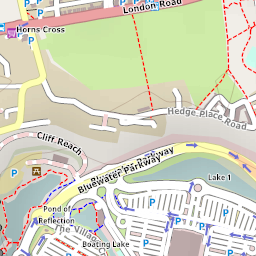 London Road
P
Horns Cross
P
P
Hedge Place Road
Cliff Reach
P
Bluewater Parkway
way
Lake 1
P
Pond of
Reflection
The Village
P
P
P
P
P
Boating Lake
P